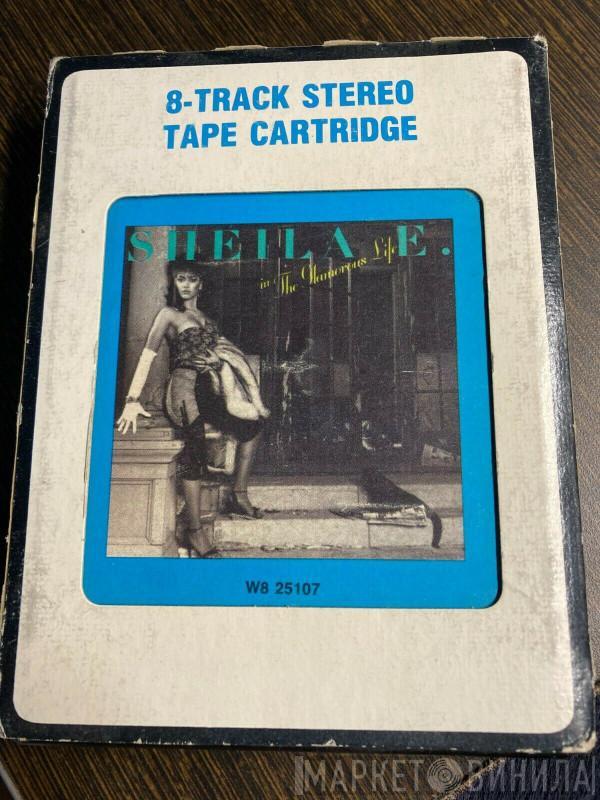 8-TRACK STEREO
TAPE CARTRIDGE
SHEILA E.
in The Glamorous Life
W8 25107
МАРКЕТ ВИНИЛА